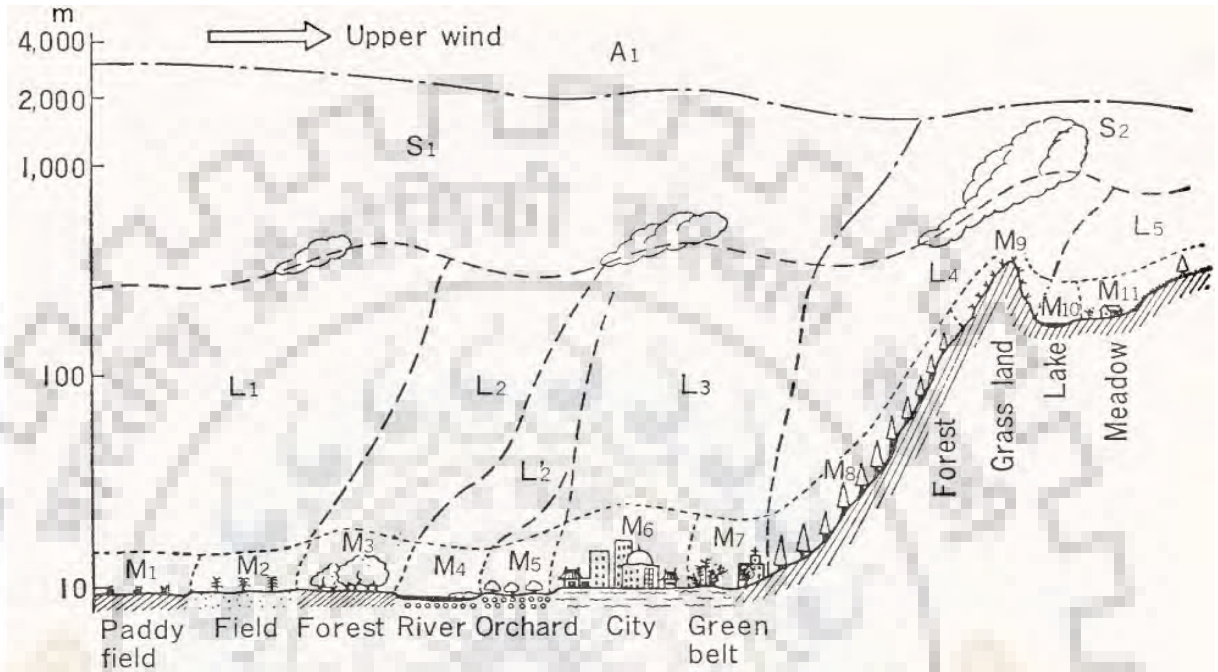 m
4,000
2,000
1,000
100
10
Upper wind
A1
S1
S2
L1
L2
L'2
L3
L4
L5
M1
M2
M3
M4
M5
M6
M7
M8
M9
M10
M11
Paddy
field
Field
Forest
River
Orchard
City
Green
belt
Forest
Grass land
Lake
Meadow